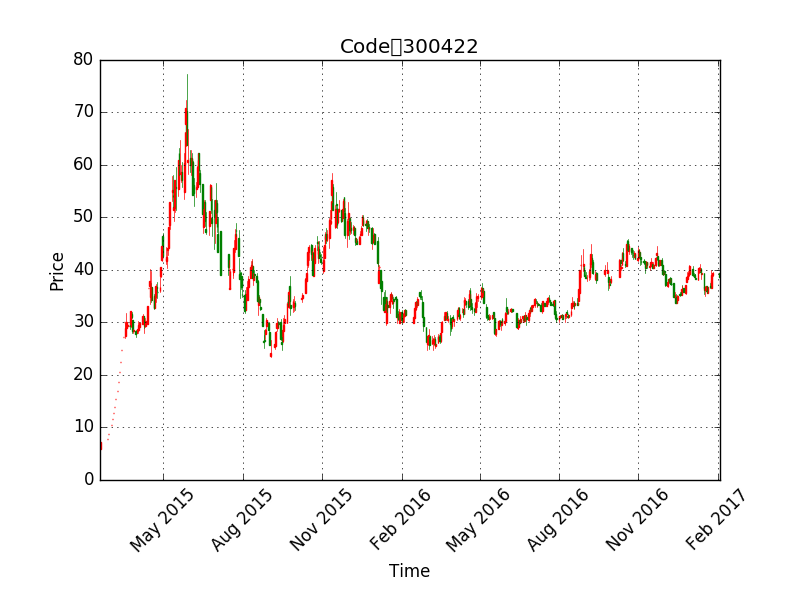 Code▯300422
80
70
60
50
40
30
20
10
0
Price
May 2015
Aug 2015
Nov 2015
Feb 2016
May 2016
Aug 2016
Nov 2016
Feb 2017
Time